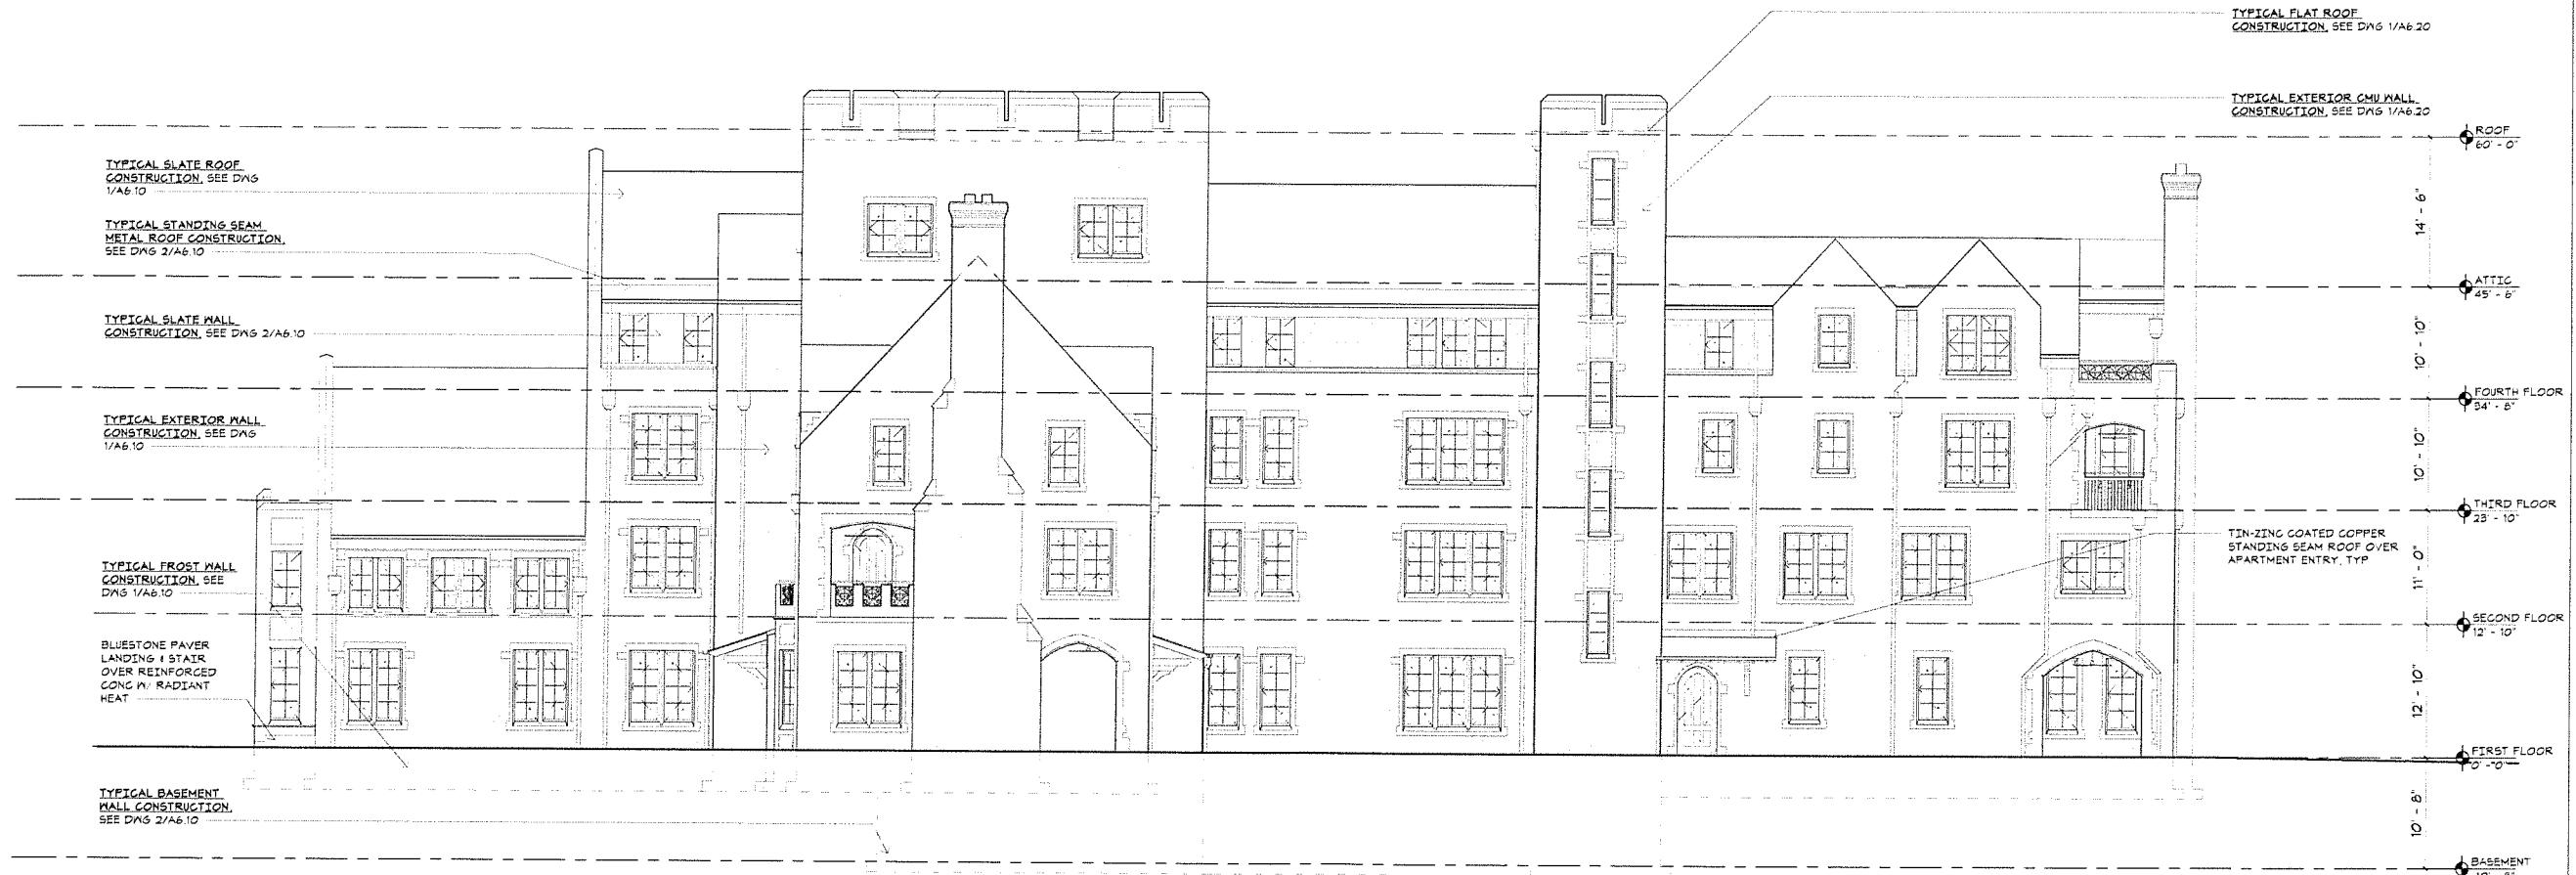 TYPICAL FLAT ROOF
CONSTRUCTION, SEE DWG 1/A6.20
TYPICAL EXTERIOR CMU WALL
CONSTRUCTION, SEE DWG 1/A6.20
TYPICAL SLATE ROOF
CONSTRUCTION, SEE DWG
1/A6.10
TYPICAL STANDING SEAM
METAL ROOF CONSTRUCTION,
SEE DWG 2/A6.10
TYPICAL SLATE WALL
CONSTRUCTION, SEE DWG 2/A6.10
TYPICAL EXTERIOR WALL
CONSTRUCTION, SEE DWG
1/A6.10
TYPICAL FROST WALL
CONSTRUCTION, SEE
DWG 1/A6.10
BLUESTONE PAVER
LANDING & STAIR
OVER REINFORCED
CONC W/ RADIANT
HEAT
TYPICAL BASEMENT
WALL CONSTRUCTION,
SEE DWG 2/A6.10
ROOF
60' - 0"
14' - 6"
ATTIC
45' - 6"
10' - 10"
FOURTH FLOOR
34' - 8"
10' - 10"
THIRD FLOOR
23' - 10"
TIN-ZINC COATED COPPER
STANDING SEAM ROOF OVER
APARTMENT ENTRY, TYP
11' - 0"
SECOND FLOOR
12' - 10"
12' - 10"
FIRST FLOOR
0' - 0"
10' - 8"
BASEMENT